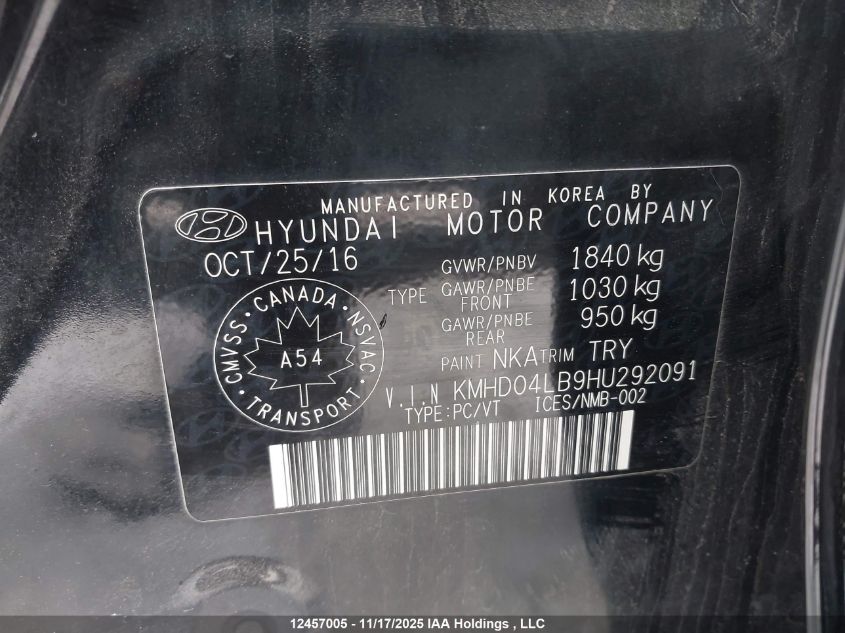 MANUFACTURED IN KOREA BY
HYUNDAI MOTOR COMPANY
OCT/25/16
GVWR/PNBV 1840 kg
TYPE GAWR/PNBE FRONT 1030 kg
GAWR/PNBE REAR 950 kg
PAINT NKA TRIM TRY
V.I.N KMHD04LB9HU292091
TYPE:PC/VT ICES/NMB-002
CMVSS • CANADA • NSVAC • TRANSPORT •
A54
12457005 - 11/17/2025 IAA Holdings , LLC